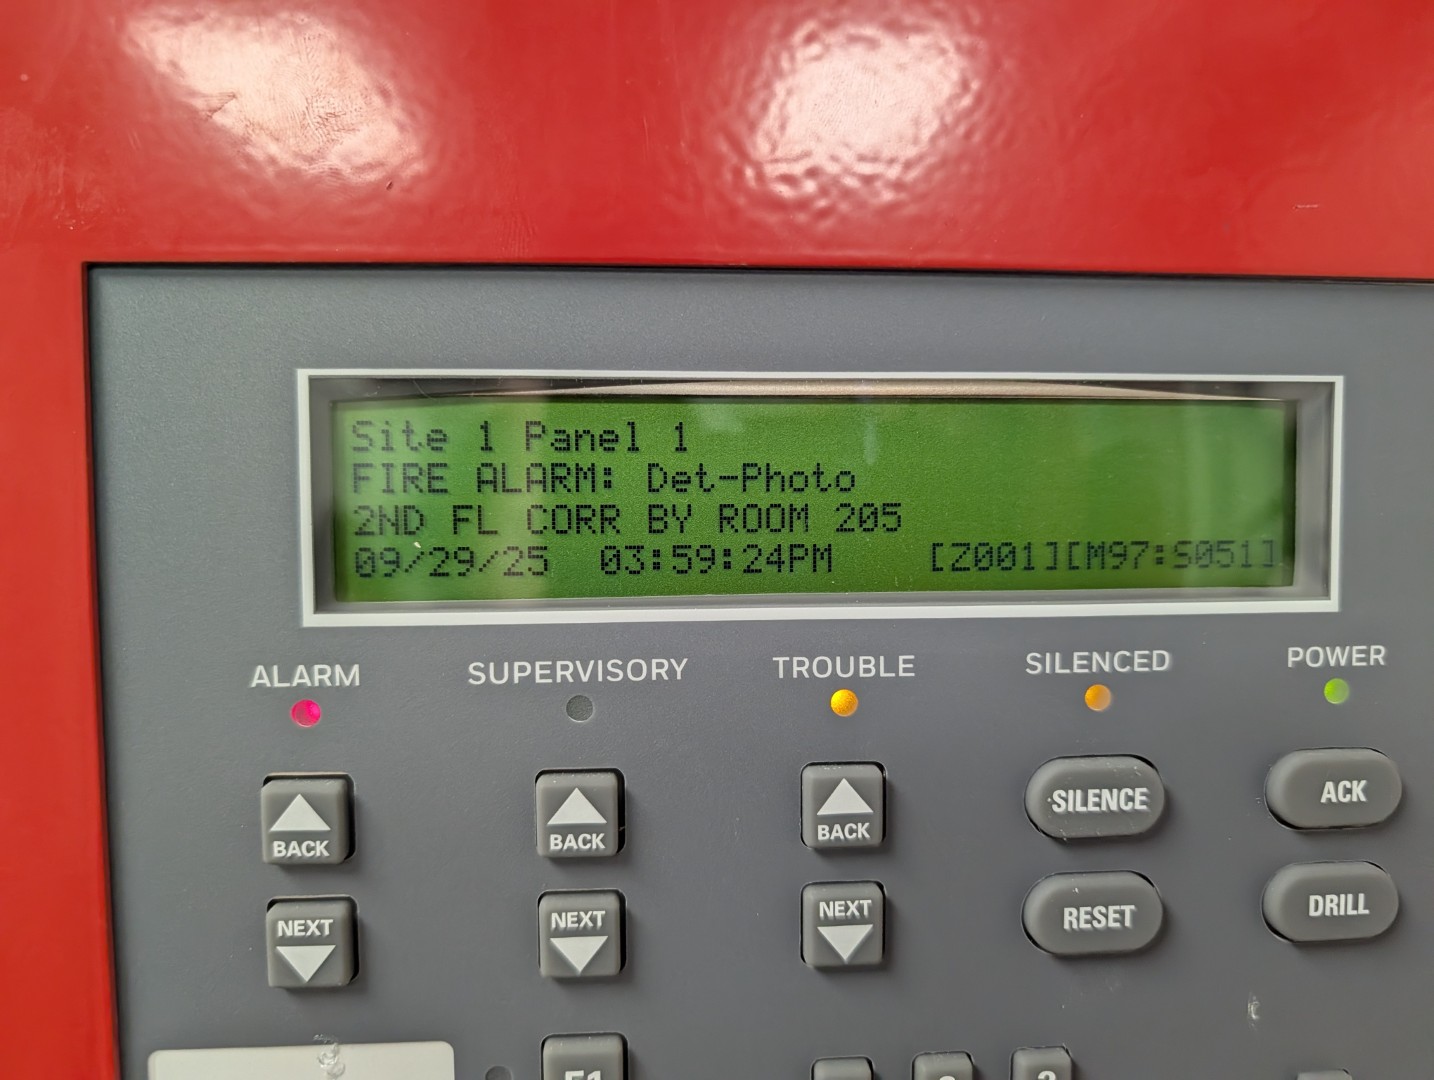 Site 1 Panel 1
FIRE ALARM: Det-Photo
2ND FL CORR BY ROOM 205
09/29/25 03:59:24PM [Z001][M97:S051]
ALARM SUPERVISORY TROUBLE SILENCED POWER
BACK BACK BACK SILENCE ACK
NEXT NEXT NEXT RESET DRILL
F1